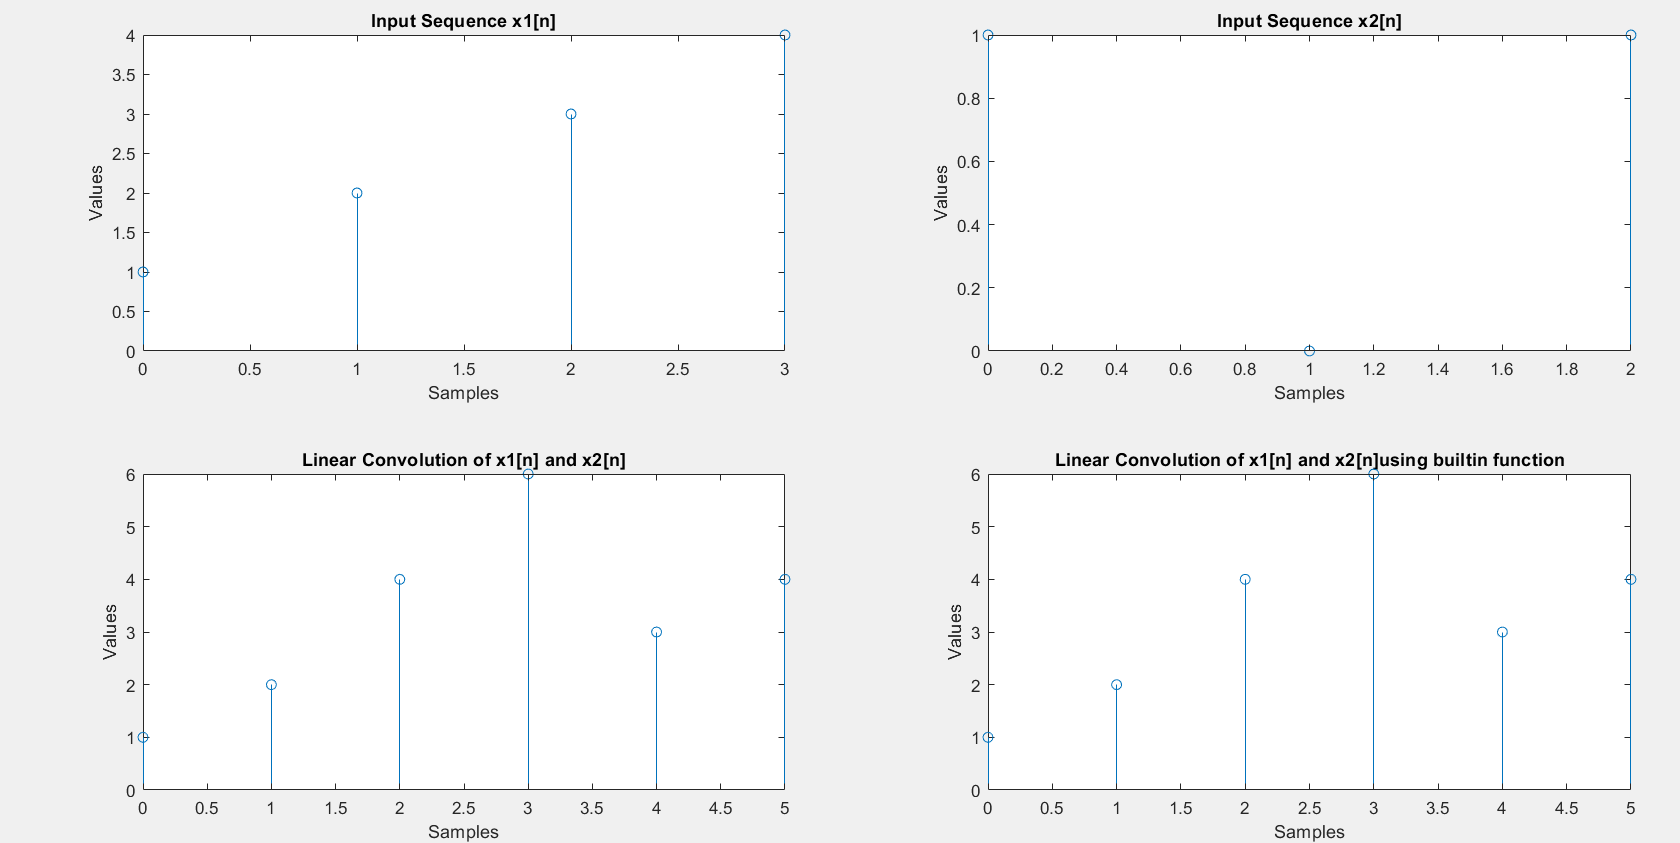 Input Sequence x1[n]
4
3.5
3
2.5
2
1.5
1
0.5
0
Values
0 0.5 1 1.5 2 2.5 3
Samples
Input Sequence x2[n]
1
0.8
0.6
0.4
0.2
0
Values
0 0.2 0.4 0.6 0.8 1 1.2 1.4 1.6 1.8 2
Samples
Linear Convolution of x1[n] and x2[n]
6
5
4
3
2
1
0
Values
0 0.5 1 1.5 2 2.5 3 3.5 4 4.5 5
Samples
Linear Convolution of x1[n] and x2[n]using builtin function
6
5
4
3
2
1
0
Values
0 0.5 1 1.5 2 2.5 3 3.5 4 4.5 5
Samples